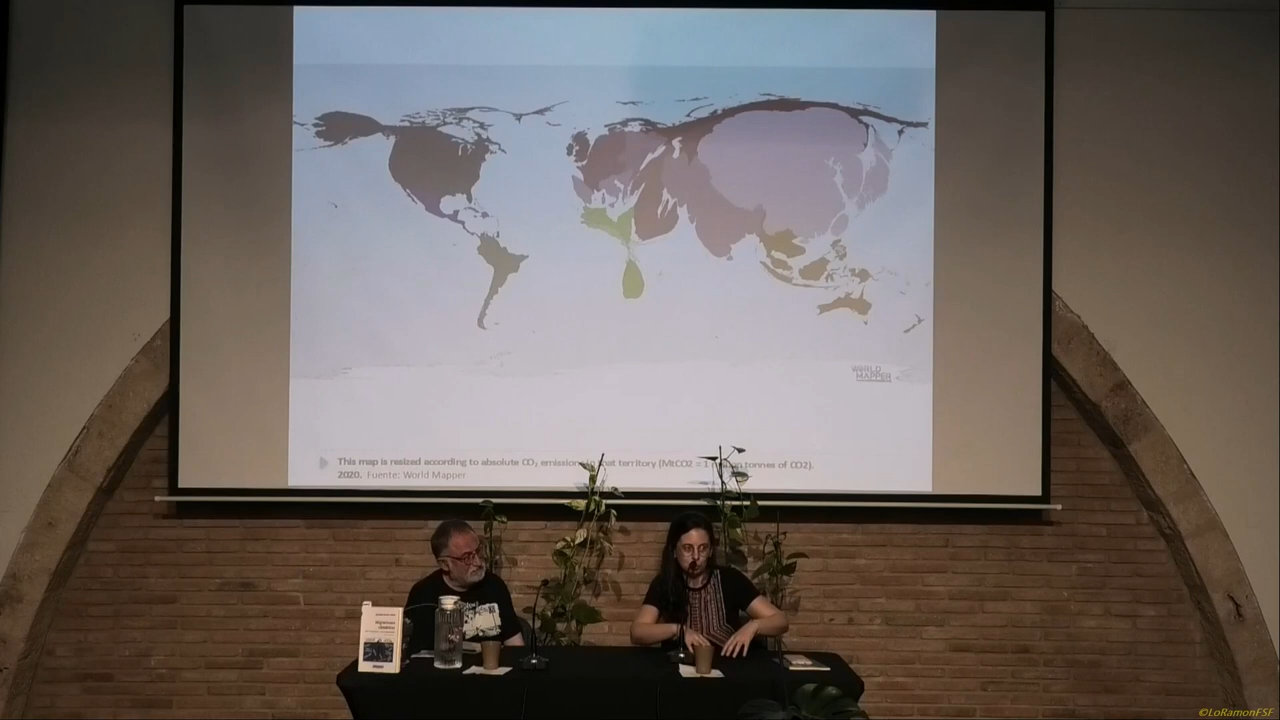 WORLD
MAPPER
This map is resized according to absolute CO₂ emissions in that territory (MtCO2 = 1 million tonnes of CO2).
2020. Fuente: World Mapper
©LoRamonFSF